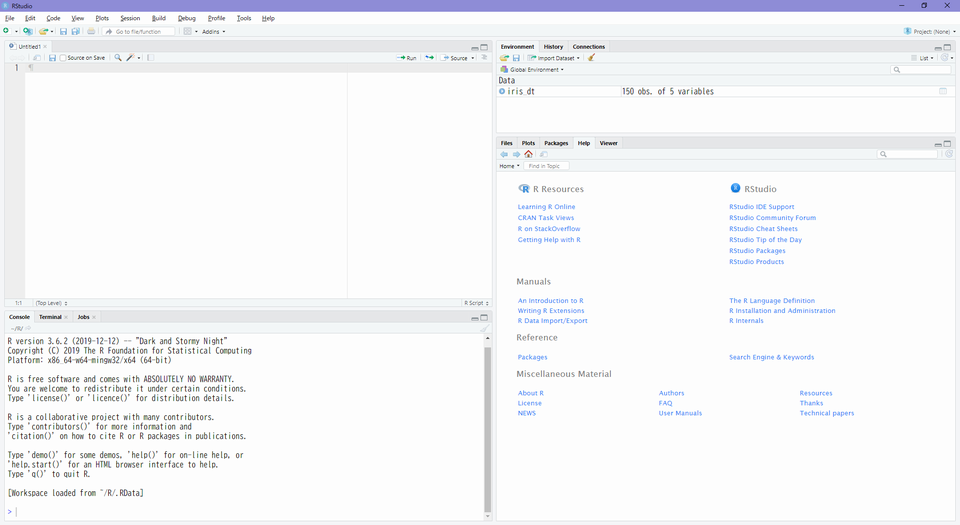 RStudio
File Edit Code View Plots Session Build Debug Profile Tools Help
Go to file/function Addins Project: (None)
Untitled1
Source on Save Run Source
1
1:1 (Top Level) R Script
Console Terminal Jobs
~/R/
R version 3.6.2 (2019-12-12) -- "Dark and Stormy Night"
Copyright (C) 2019 The R Foundation for Statistical Computing
Platform: x86_64-w64-mingw32/x64 (64-bit)
R is free software and comes with ABSOLUTELY NO WARRANTY.
You are welcome to redistribute it under certain conditions.
Type 'license()' or 'licence()' for distribution details.
R is a collaborative project with many contributors.
Type 'contributors()' for more information and
'citation()' on how to cite R or R packages in publications.
Type 'demo()' for some demos, 'help()' for on-line help, or
'help.start()' for an HTML browser interface to help.
Type 'q()' to quit R.
[Workspace loaded from ~/R/.RData]
>
Environment History Connections
Import Dataset List
Global Environment
Data
iris_dt 150 obs. of 5 variables
Files Plots Packages Help Viewer
Home Find in Topic
R Resources
Learning R Online
CRAN Task Views
R on StackOverflow
Getting Help with R
RStudio
RStudio IDE Support
RStudio Community Forum
RStudio Cheat Sheets
RStudio Tip of the Day
RStudio Packages
RStudio Products
Manuals
An Introduction to R The R Language Definition
Writing R Extensions R Installation and Administration
R Data Import/Export R Internals
Reference
Packages Search Engine & Keywords
Miscellaneous Material
About R Authors Resources
License FAQ Thanks
NEWS User Manuals Technical papers